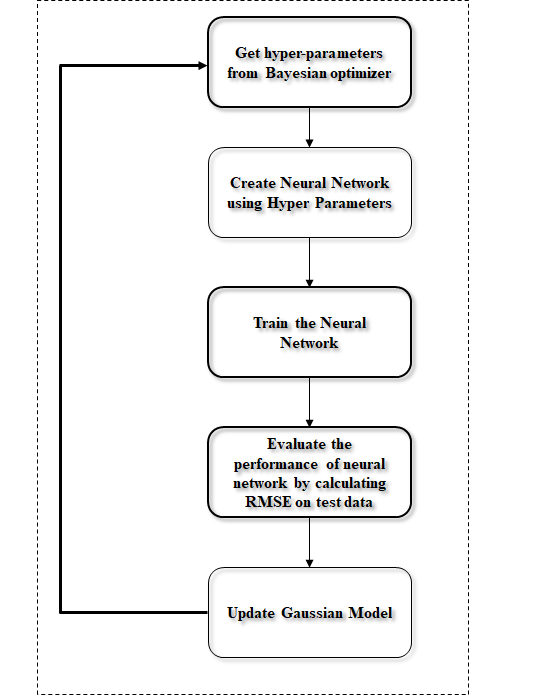 Get hyper-parameters
from Bayesian optimizer
Create Neural Network
using Hyper Parameters
Train the Neural
Network
Evaluate the
performance of neural
network by calculating
RMSE on test data
Update Gaussian Model